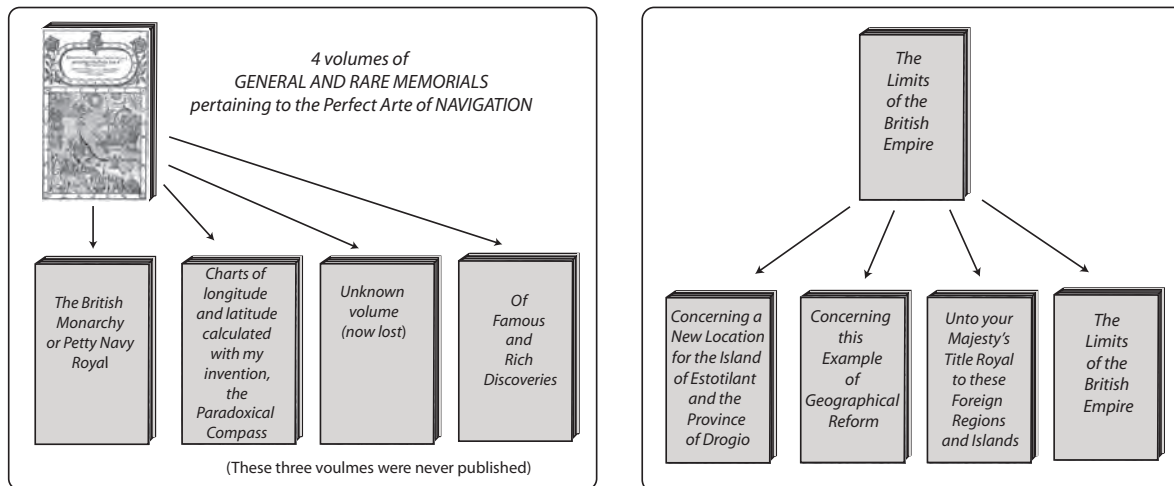 4 volumes of
GENERAL AND RARE MEMORIALS
pertaining to the Perfect Arte of NAVIGATION
The British
Monarchy
or Petty Navy
Royal
Charts of
longitude
and latitude
calculated
with my
invention,
the
Paradoxical
Compass
Unknown
volume
(now lost)
Of
Famous
and
Rich
Discoveries
(These three voulmes were never published)
The
Limits
of the
British
Empire
Concerning a
New Location
for the Island
of Estotilant
and the
Province
of Drogio
Concerning
this
Example
of
Geographical
Reform
Unto your
Majesty's
Title Royal
to these
Foreign
Regions
and Islands
The
Limits
of the
British
Empire